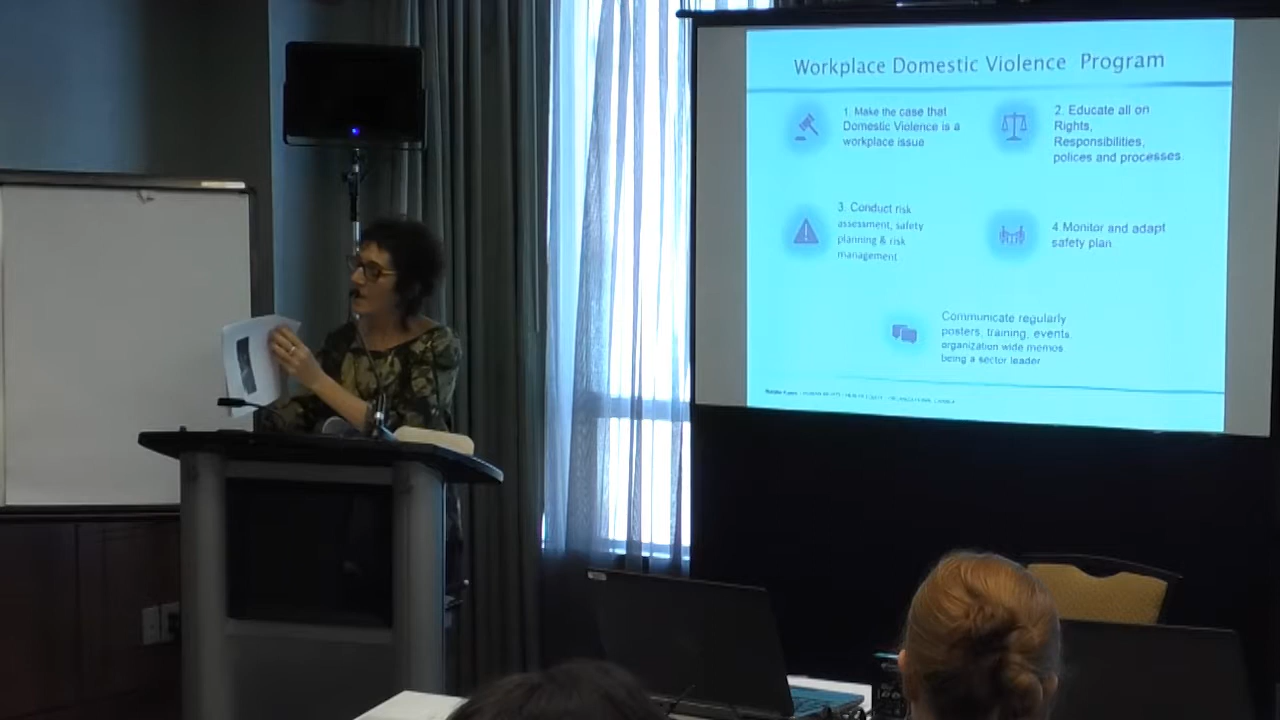 Workplace Domestic Violence Program
1. Make the case that
Domestic Violence is a
workplace issue
2. Educate all on
Rights,
Responsibilities,
polices and processes.
3. Conduct risk
assessment, safety
planning & risk
management
4.Monitor and adapt
safety plan
Communicate regularly
posters, training, events.
organization wide memos
being a sector leader